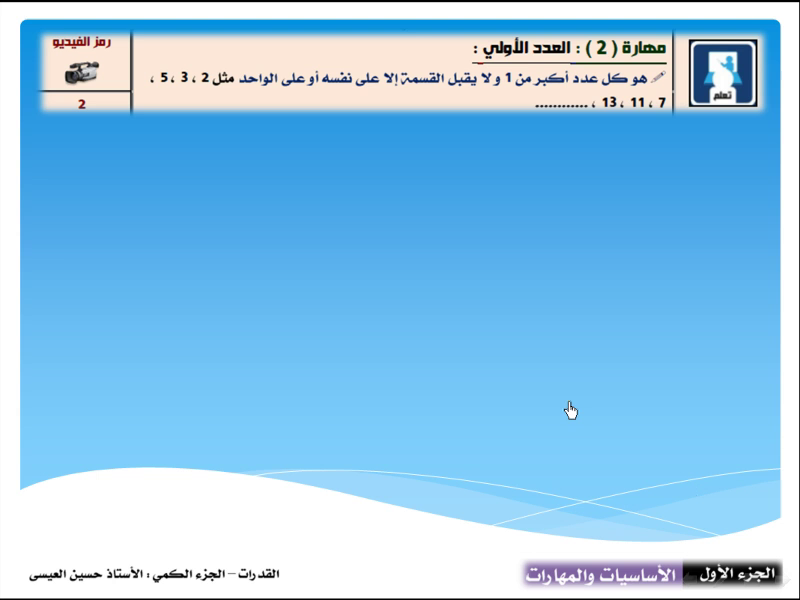 مهارة ( 2 ) : العدد الأولي :
هو كل عدد أكبر من 1 و لا يقبل القسمة إلا على نفسه أو على الواحد مثل 2 ، 3 ، 5 ،
7 ، 11 ، 13 ، ............
تعلم
رمز الفيديو
2
الجزء الأول
الأساسيات والمهارات
القدرات – الجزء الكمي : الأستاذ حسين العيسى